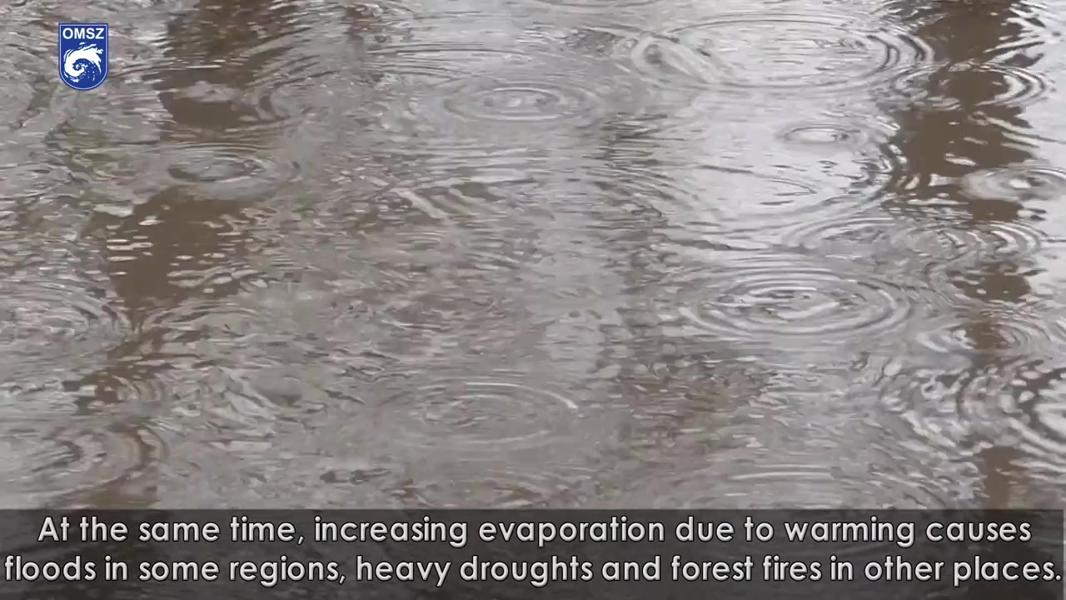 OMSZ
At the same time, increasing evaporation due to warming causes
floods in some regions, heavy droughts and forest fires in other places.